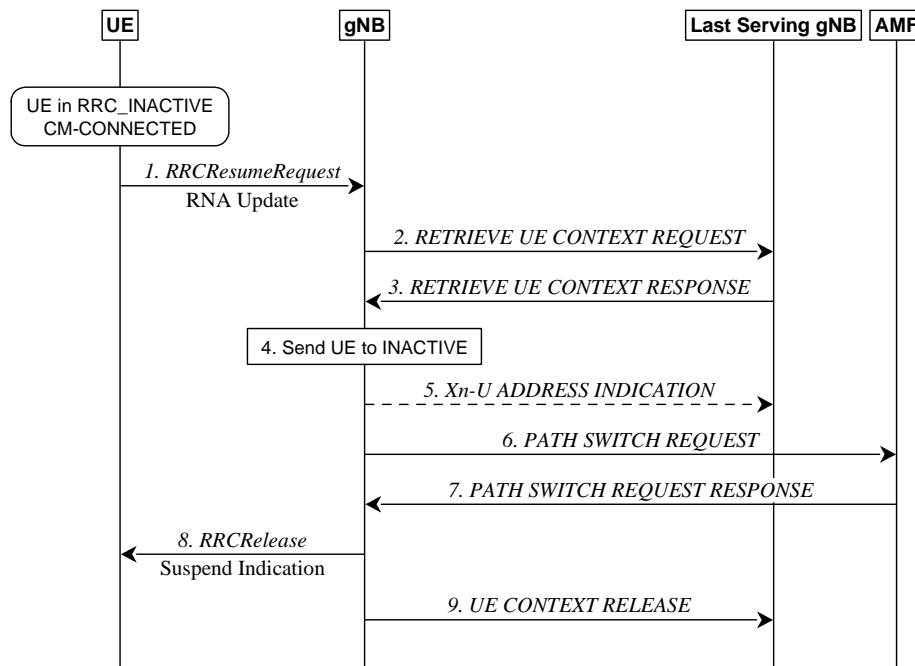 UE
gNB
Last Serving gNB
AMF
UE in RRC_INACTIVE
CM-CONNECTED
1. RRCResumeRequest
RNA Update
2. RETRIEVE UE CONTEXT REQUEST
3. RETRIEVE UE CONTEXT RESPONSE
4. Send UE to INACTIVE
5. Xn-U ADDRESS INDICATION
6. PATH SWITCH REQUEST
7. PATH SWITCH REQUEST RESPONSE
8. RRCRelease
Suspend Indication
9. UE CONTEXT RELEASE